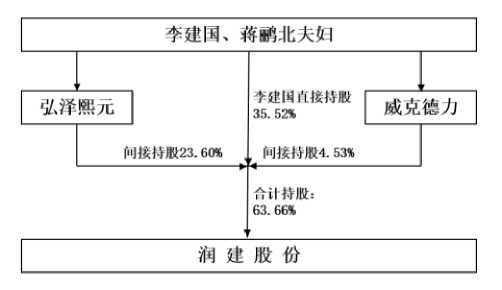 李建国、蒋鹂北夫妇
弘泽熙元
李建国直接持股
35.52%
威克德力
间接持股23.60%
间接持股4.53%
合计持股：
63.66%
润建股份